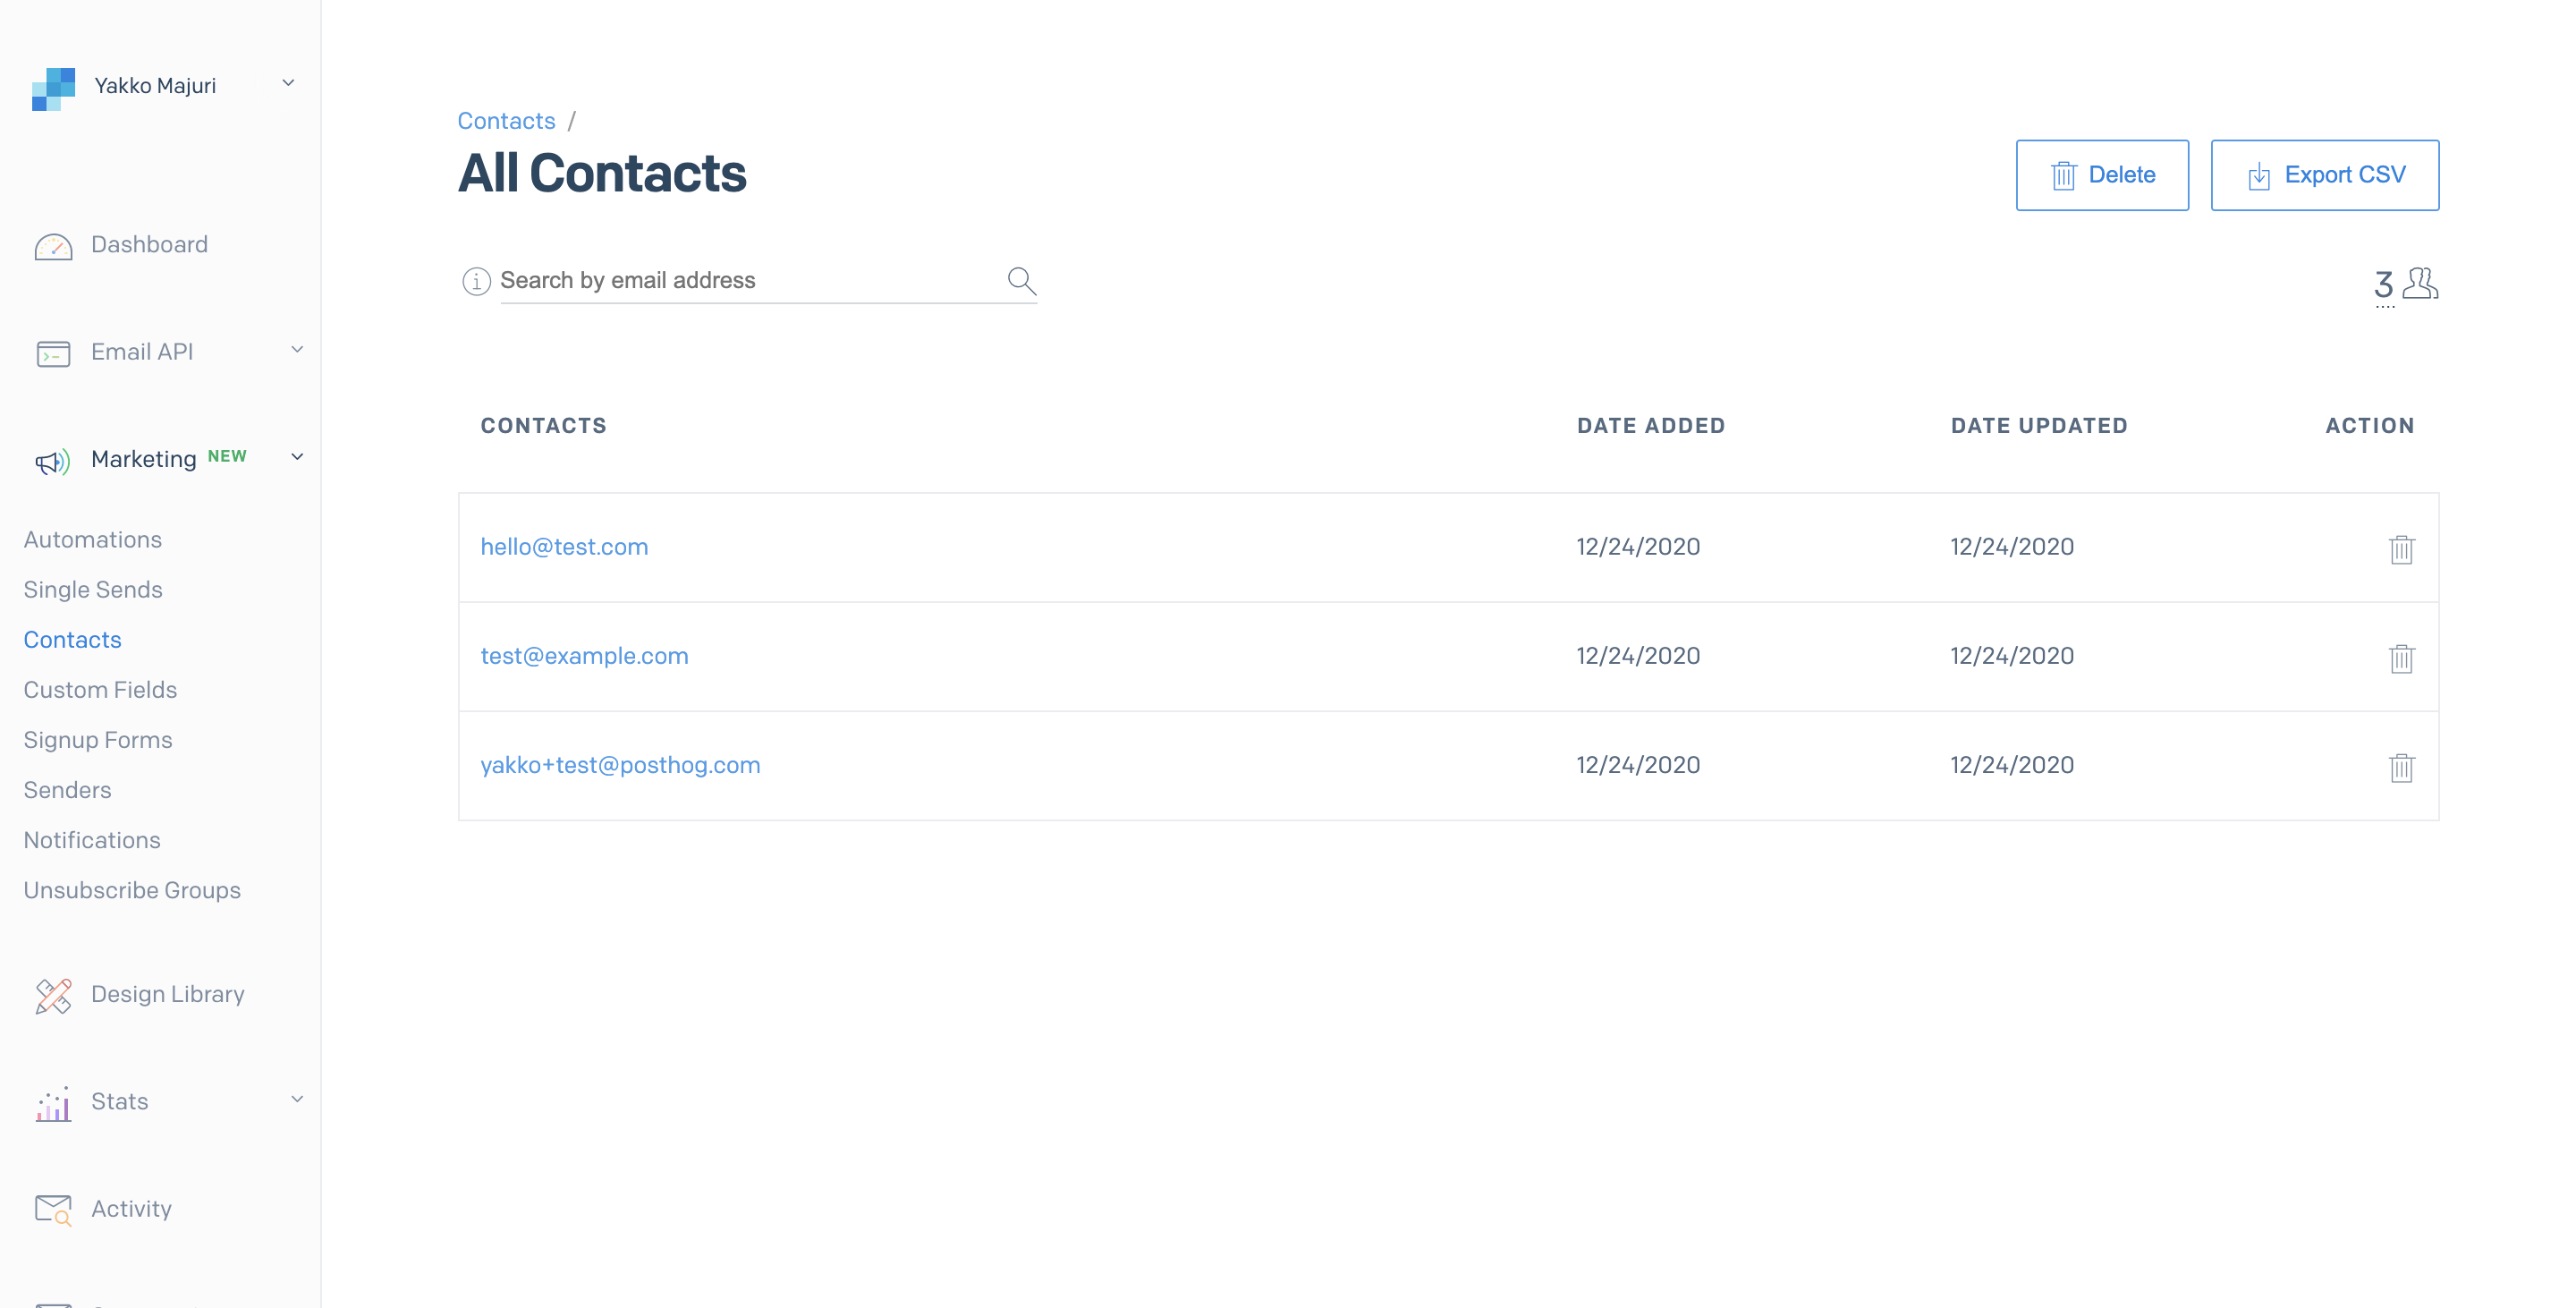 Yakko Majuri
Dashboard
Email API
Marketing NEW
Automations
Single Sends
Contacts
Custom Fields
Signup Forms
Senders
Notifications
Unsubscribe Groups
Design Library
Stats
Activity
Contacts /
All Contacts
Delete
Export CSV
Search by email address
3
CONTACTS DATE ADDED DATE UPDATED ACTION
hello@test.com 12/24/2020 12/24/2020
test@example.com 12/24/2020 12/24/2020
yakko+test@posthog.com 12/24/2020 12/24/2020